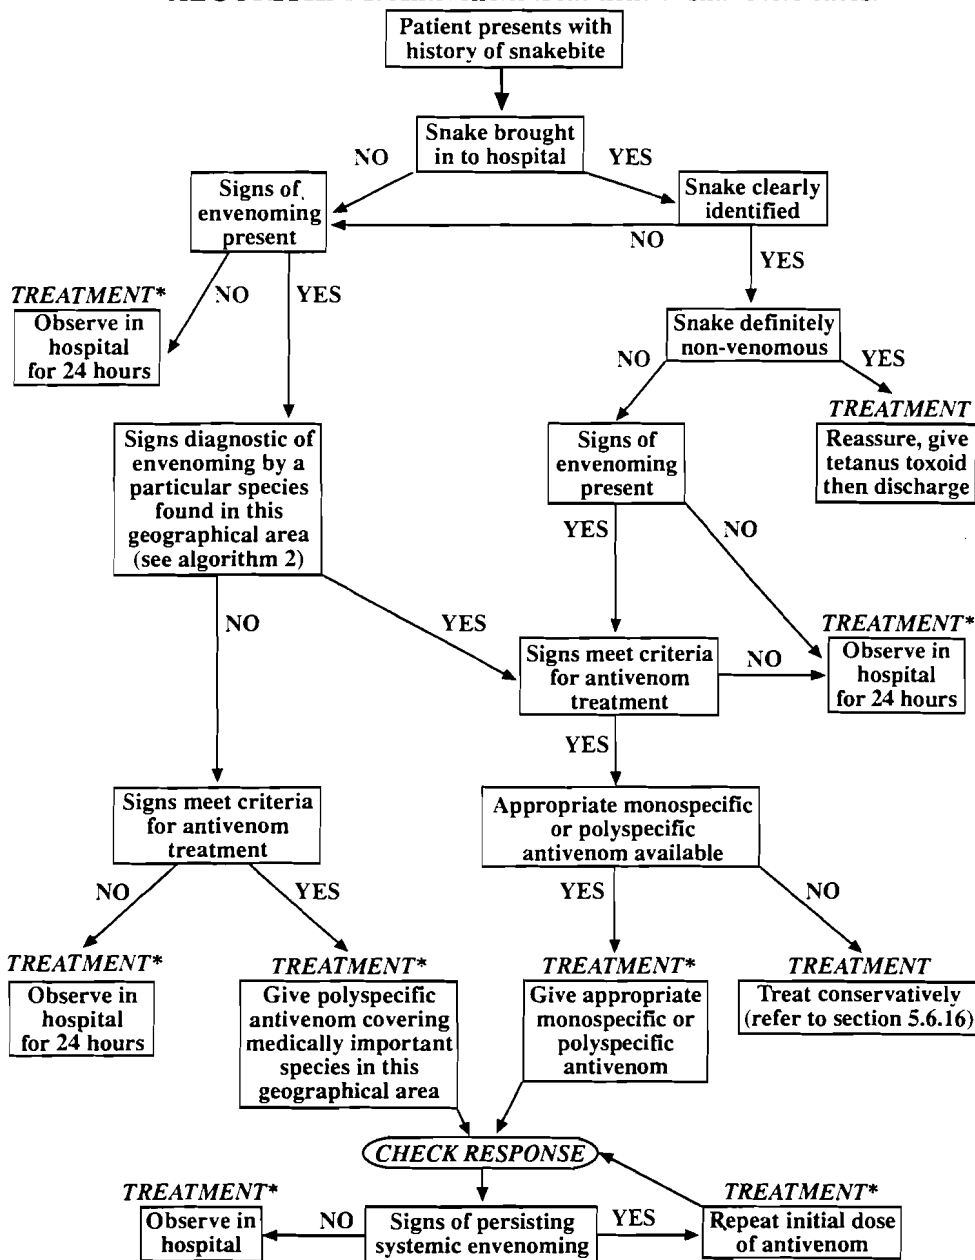 Patient presents with
history of snakebite
Snake brought
in to hospital
NO
YES
Signs of
envenoming
present
Snake clearly
identified
NO
YES
NO
YES
TREATMENT*
Observe in
hospital
for 24 hours
Snake definitely
non-venomous
NO
YES
TREATMENT
Reassure, give
tetanus toxoid
then discharge
Signs diagnostic of
envenoming by a
particular species
found in this
geographical area
(see algorithm 2)
Signs of
envenoming
present
YES
NO
NO
YES
TREATMENT*
Observe in
hospital
for 24 hours
Signs meet criteria
for antivenom
treatment
NO
YES
Signs meet criteria
for antivenom
treatment
Appropriate monospecific
or polyspecific
antivenom available
NO
YES
YES
NO
TREATMENT*
Observe in
hospital
for 24 hours
TREATMENT*
Give polyspecific
antivenom covering
medically important
species in this
geographical area
TREATMENT*
Give appropriate
monospecific or
polyspecific
antivenom
TREATMENT
Treat conservatively
(refer to section 5.6.16)
CHECK RESPONSE
TREATMENT*
Observe in
hospital
NO
Signs of persisting
systemic envenoming
YES
TREATMENT*
Repeat initial dose
of antivenom